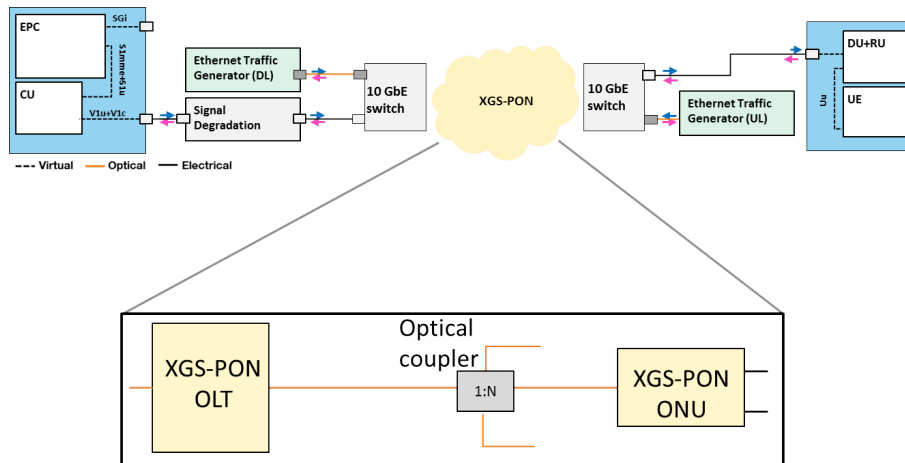 SGi
EPC
S1mme+S1u
CU
V1u+V1c
Ethernet Traffic
Generator (DL)
Signal
Degradation
10 GbE
switch
XGS-PON
10 GbE
switch
Ethernet Traffic
Generator (UL)
DU+RU
Uu
UE
Virtual
Optical
Electrical
Optical
coupler
XGS-PON
OLT
1:N
XGS-PON
ONU